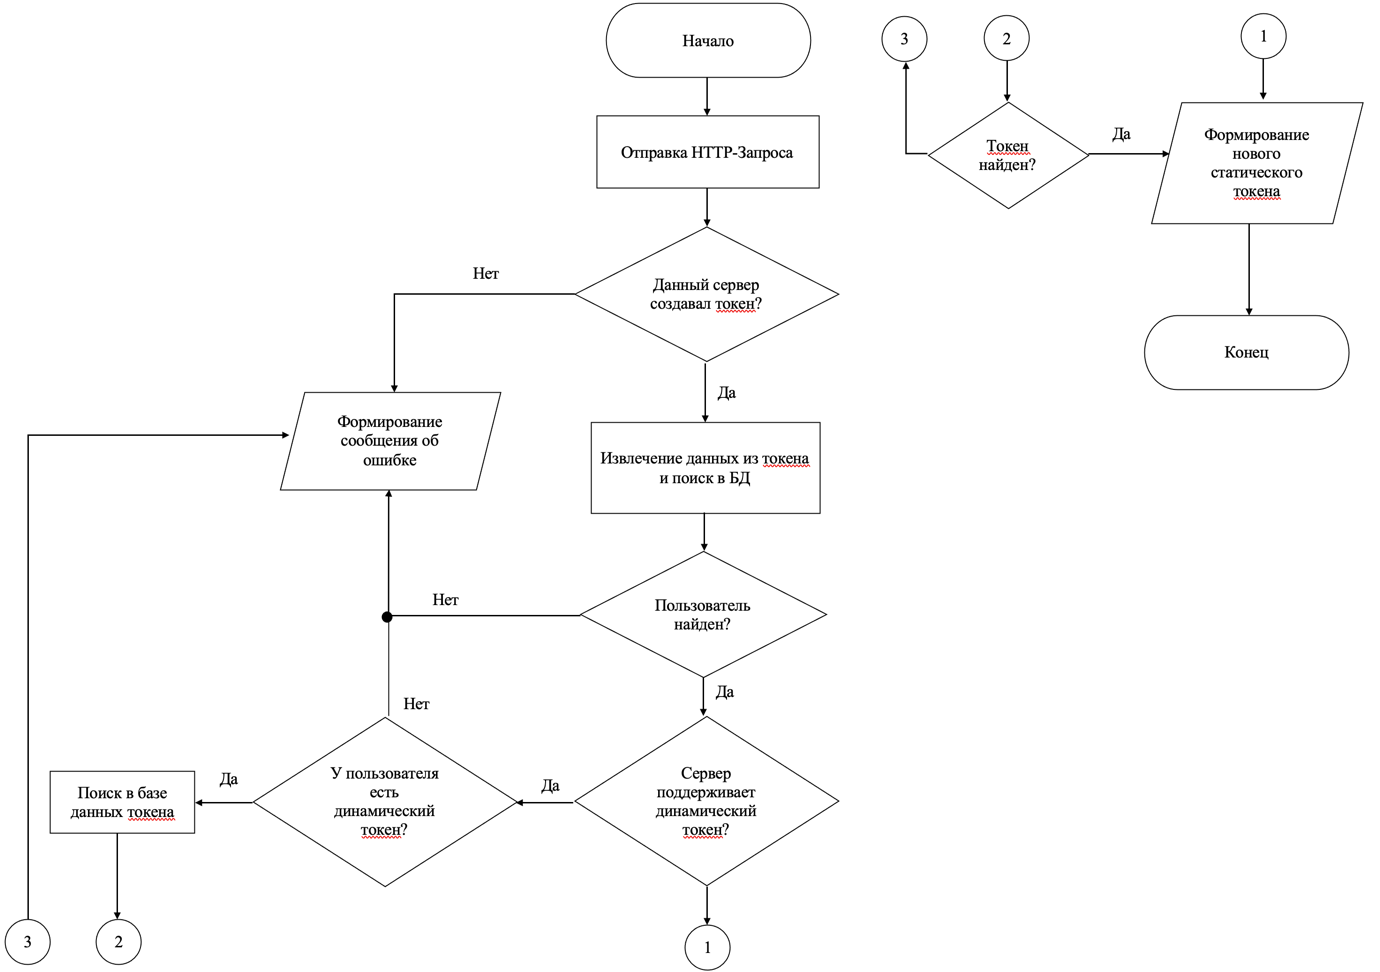 Начало
Отправка HTTP-Запроса
Данный сервер
создавал токен?
Нет
Да
Формирование
сообщения об
ошибке
Извлечение данных из токена
и поиск в БД
Пользователь
найден?
Нет
Да
Сервер
поддерживает
динамический
токен?
Да
У пользователя
есть
динамический
токен?
Нет
Да
Поиск в базе
данных токена
3
2
1
3
2
1
Токен
найден?
Да
Формирование
нового
статического
токена
Конец